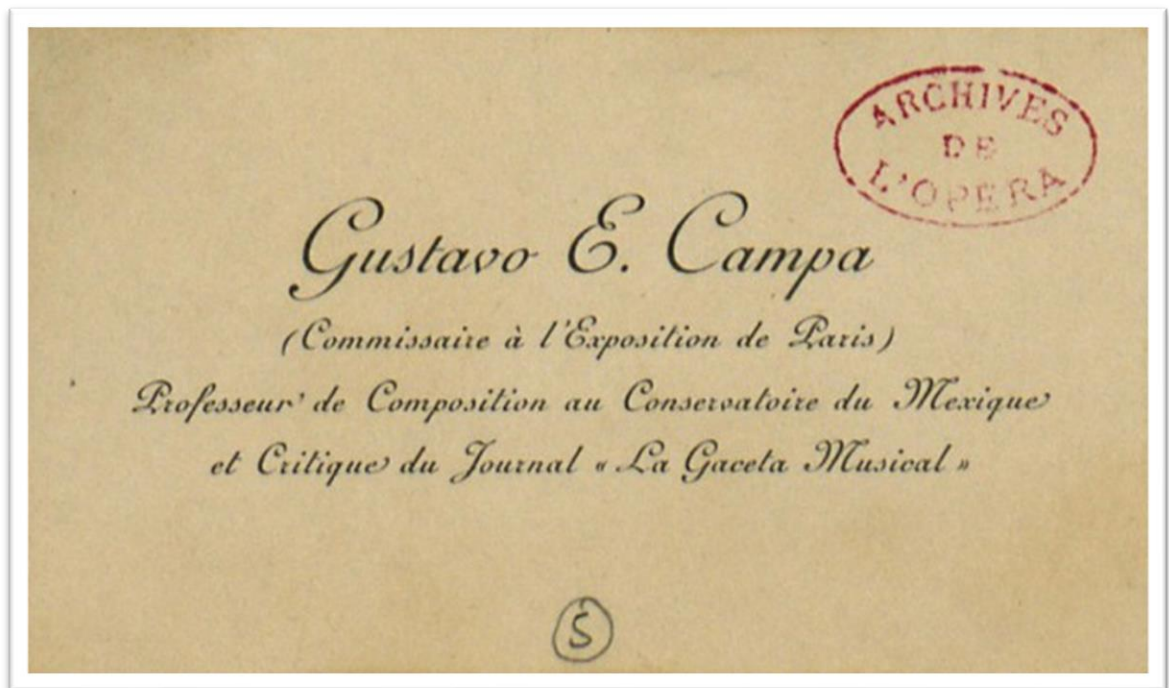 ARCHIVES
DE
L'OPERA
Gustavo E. Campa
(Commissaire à l'Exposition de Paris)
Professeur de Composition au Conservatoire du Mexique
et Critique du Journal « La Gaceta Musical »
5